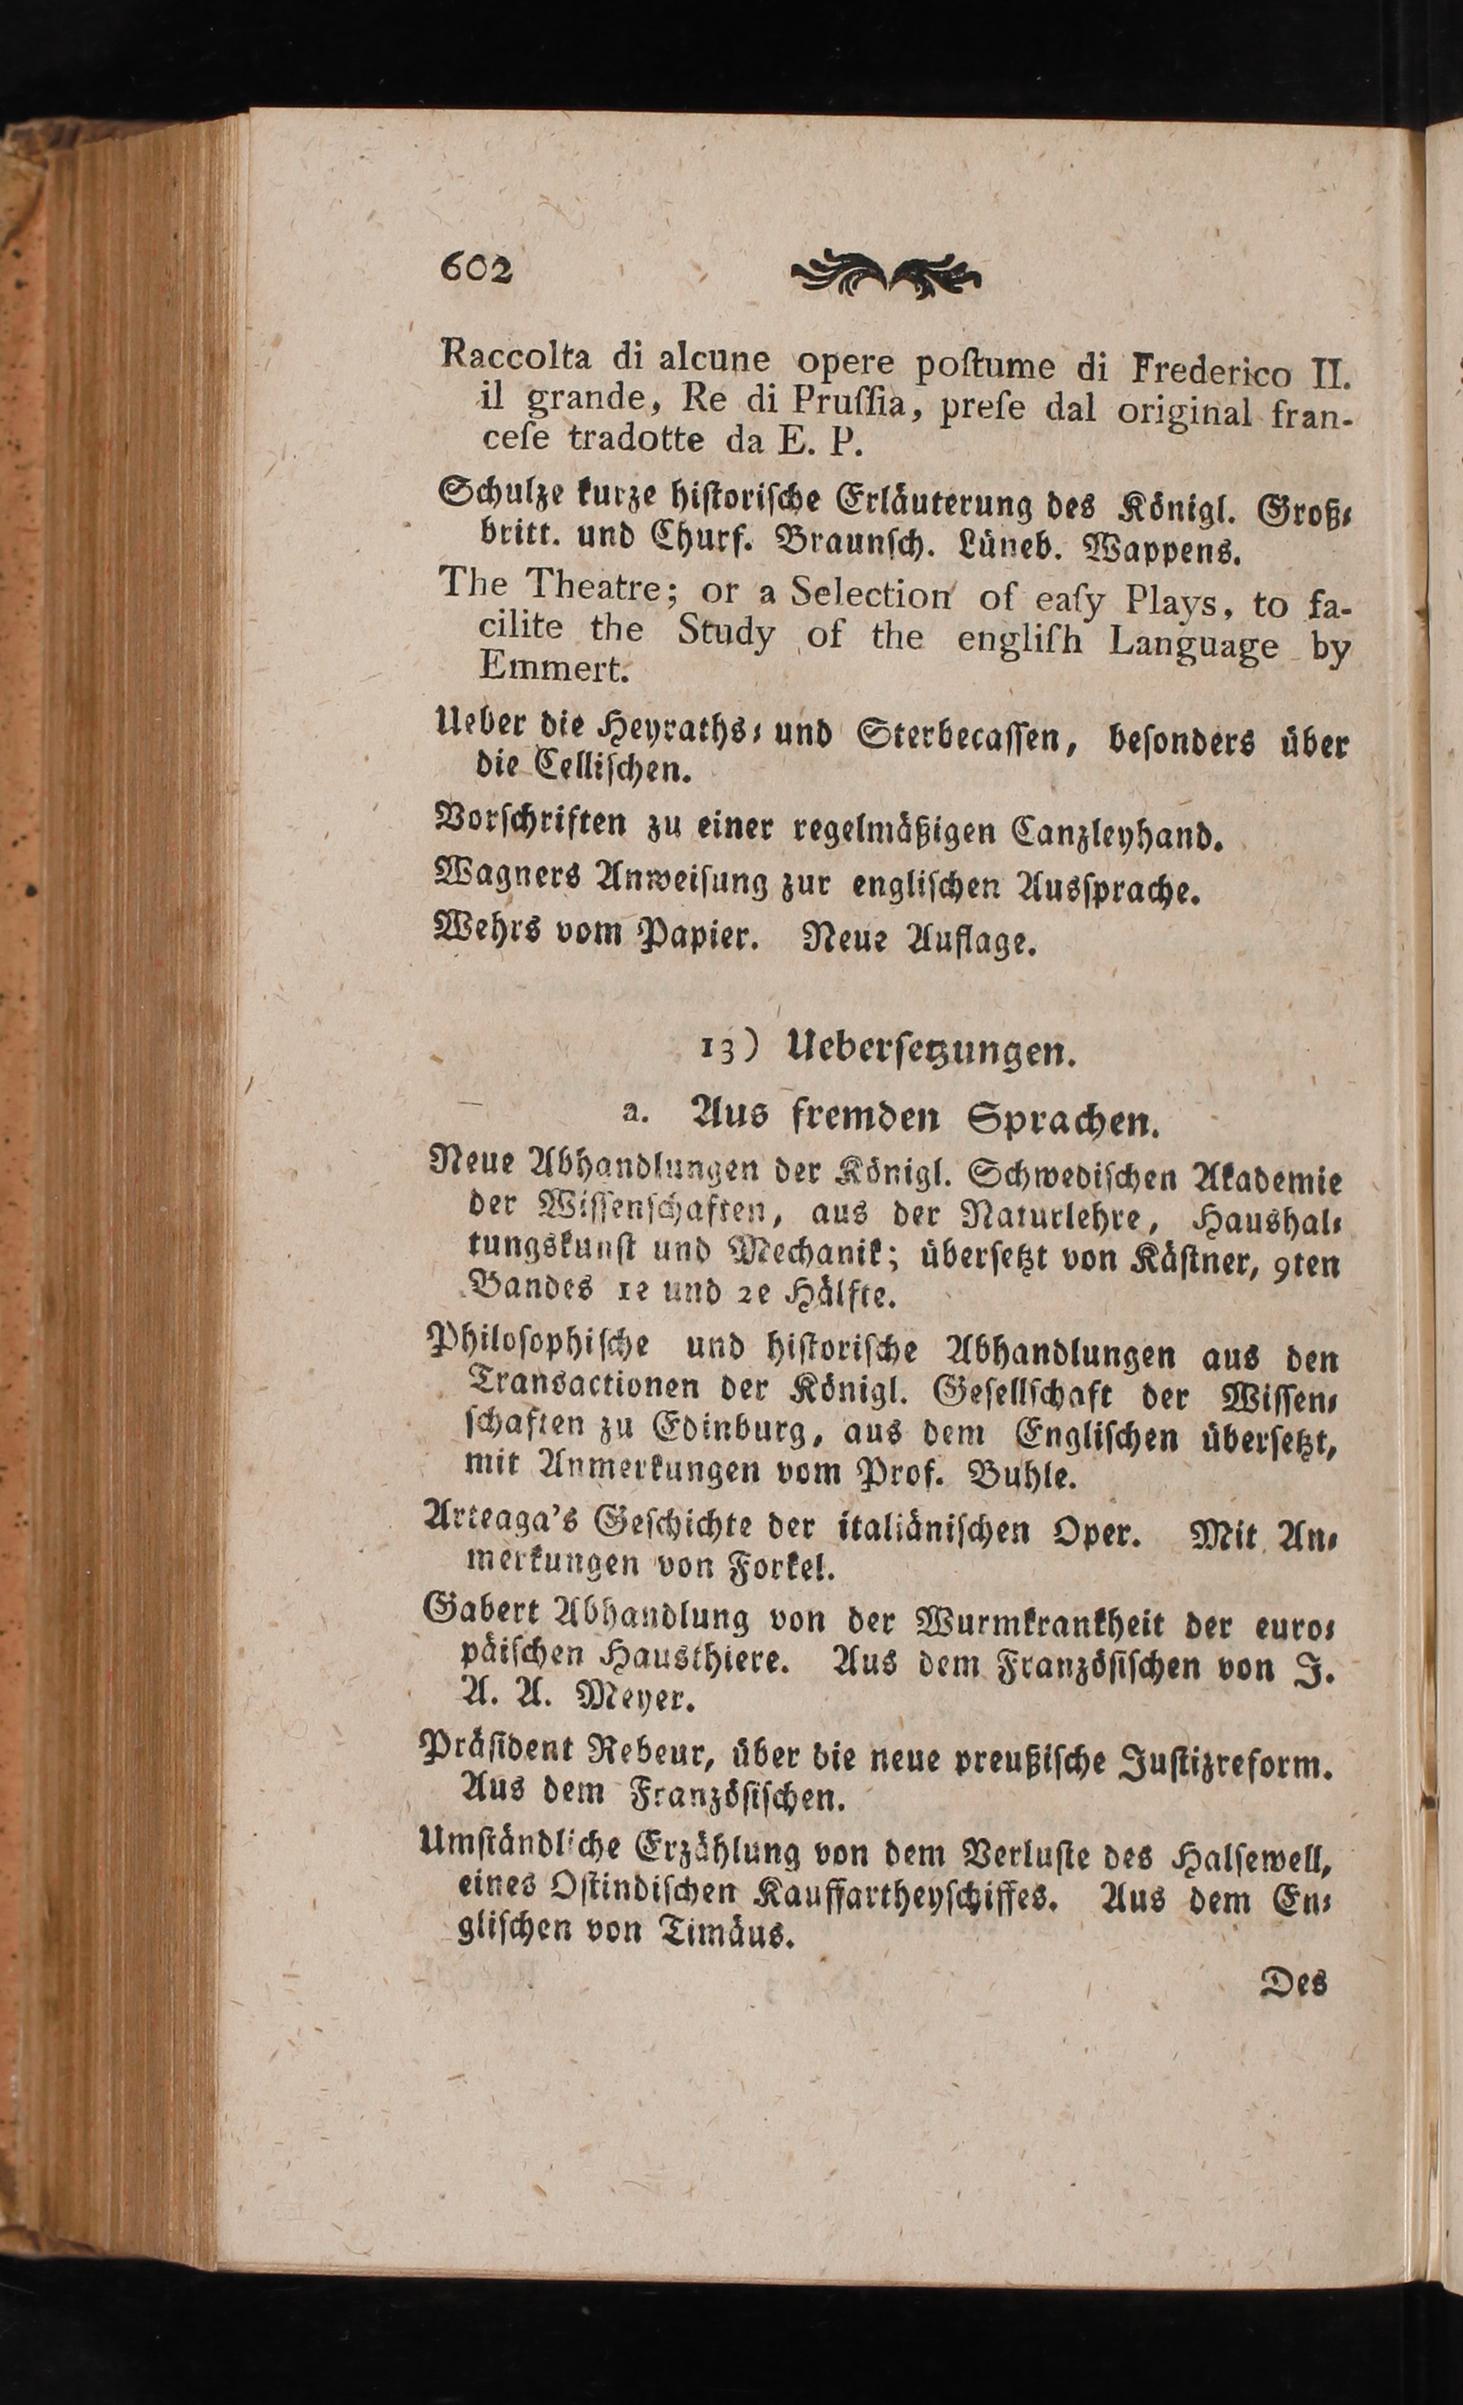 602
Raccolta di alcune opere poſtume di Frederico II.
il grande, Re di Pruſſia, preſe dal original fran-
ceſe tradotte da E. P.
Schulze kurze hiſtoriſche Erläuterung des Königl. Groß⸗
britt. und Churf. Braunſch. Lüneb. Wappens.
The Theatre; or a Selection of eaſy Plays, to fa-
cilite the Study of the engliſh Language by
Emmert.
Ueber die Heyraths⸗ und Sterbecaſſen, beſonders über
die Celliſchen.
Vorſchriften zu einer regelmäßigen Canzleyhand.
Wagners Anweiſung zur engliſchen Ausſprache.
Wehrs vom Papier. Neue Auflage.
13) Ueberſetzungen.
a. Aus fremden Sprachen.
Neue Abhandlungen der Königl. Schwediſchen Akademie
der Wiſſenſchaften, aus der Naturlehre, Haushal⸗
tungskunſt und Mechanik; überſetzt von Käſtner, 9ten
Bandes 1e und 2e Hälfte.
Philoſophiſche und hiſtoriſche Abhandlungen aus den
Transactionen der Königl. Geſellſchaft der Wiſſen⸗
ſchaften zu Edinburg, aus dem Engliſchen überſetzt,
mit Anmerkungen vom Prof. Buhle.
Arteaga's Geſchichte der italiäniſchen Oper. Mit An⸗
merkungen von Forkel.
Gabert Abhandlung von der Wurmkrankheit der euro⸗
päiſchen Hausthiere. Aus dem Franzöſiſchen von J.
A. A. Meyer.
Präſident Rebeur, über die neue preußiſche Juſtizreform.
Aus dem Franzöſiſchen.
Umſtändliche Erzählung von dem Verluſte des Halſewell,
eines Oſtindiſchen Kauffartheyſchiffes. Aus dem En⸗
gliſchen von Timäus.
Des